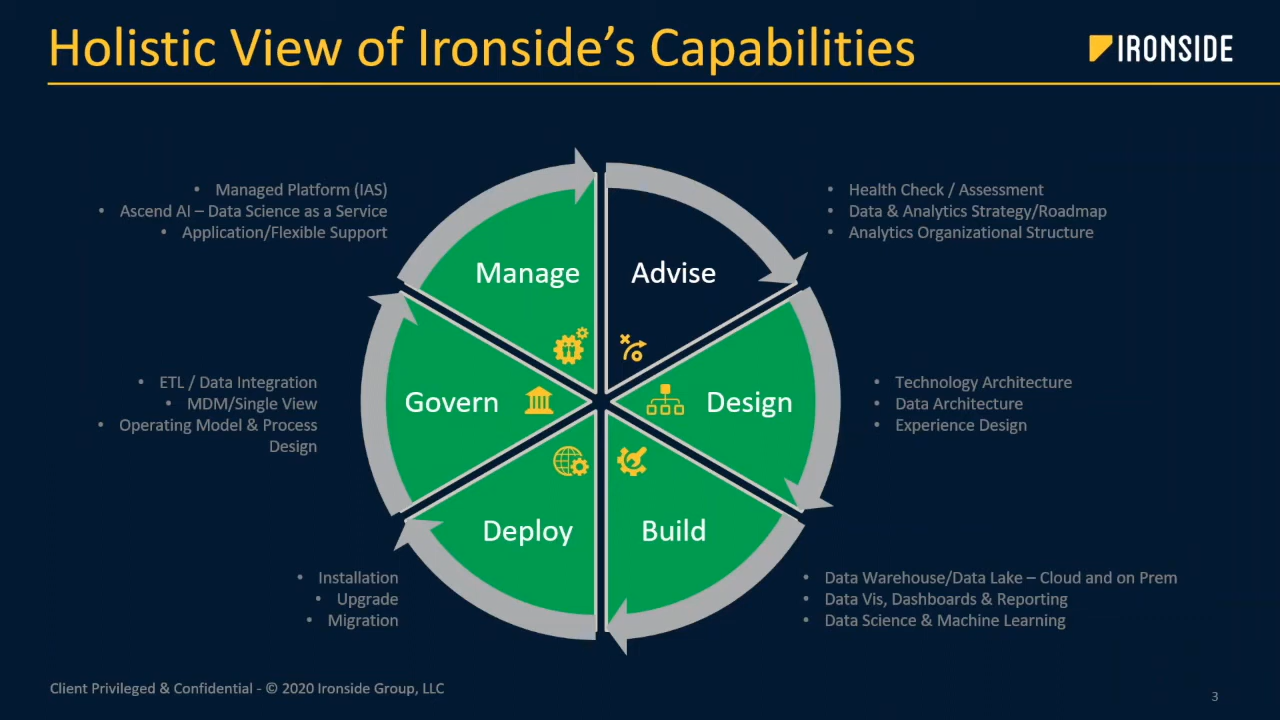 Holistic View of Ironside's Capabilities
IRONSIDE
• Managed Platform (IAS)
• Ascend AI – Data Science as a Service
• Application/Flexible Support
• Health Check / Assessment
• Data & Analytics Strategy/Roadmap
• Analytics Organizational Structure
Manage
Advise
• ETL / Data Integration
• MDM/Single View
• Operating Model & Process
Design
Govern
Design
• Technology Architecture
• Data Architecture
• Experience Design
Deploy
Build
• Installation
• Upgrade
• Migration
• Data Warehouse/Data Lake – Cloud and on Prem
• Data Vis, Dashboards & Reporting
• Data Science & Machine Learning
Client Privileged & Confidential - © 2020 Ironside Group, LLC
3